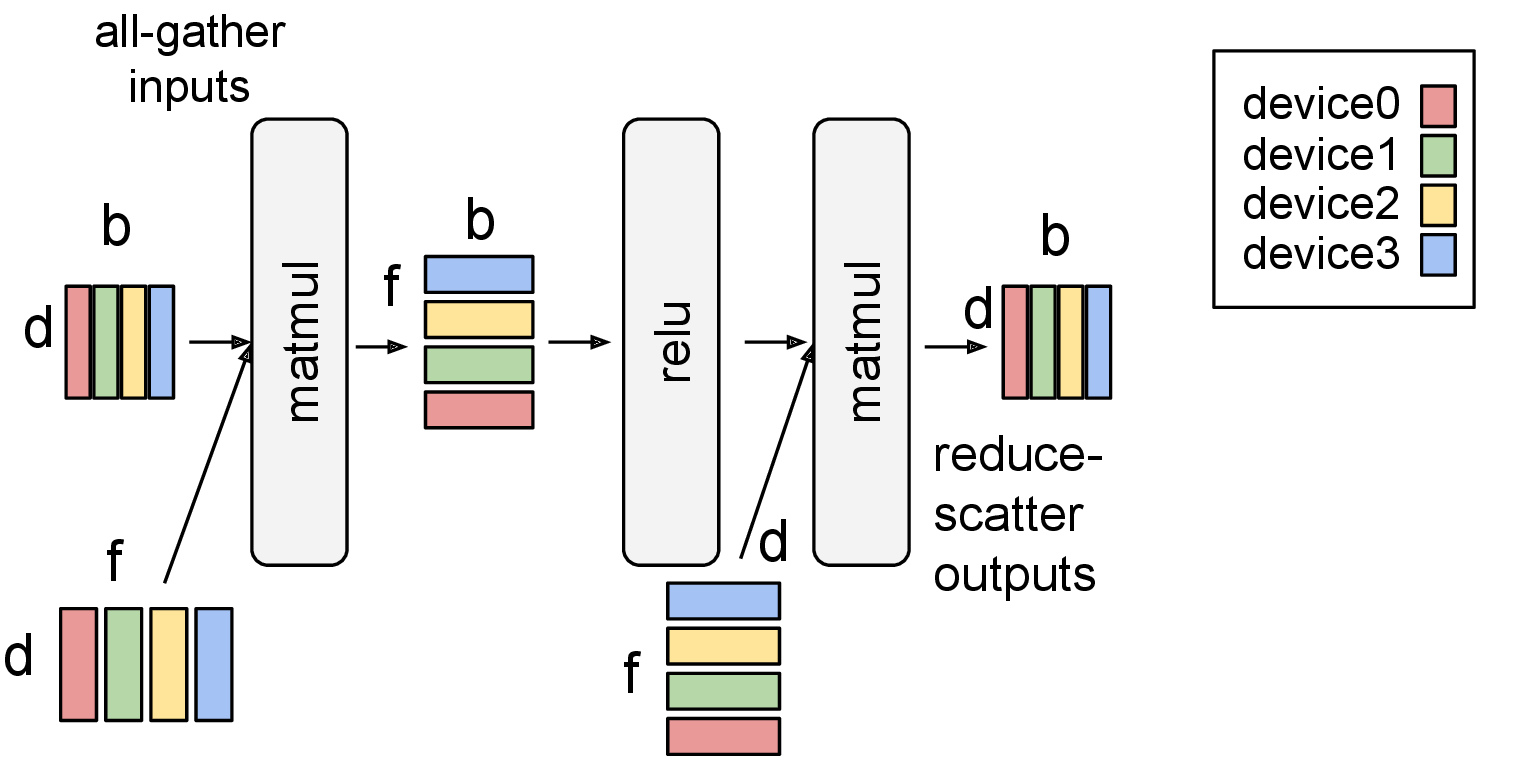 all-gather
inputs
b
d
f
d
matmul
b
f
relu
d
f
matmul
b
d
reduce-
scatter
outputs
device0
device1
device2
device3